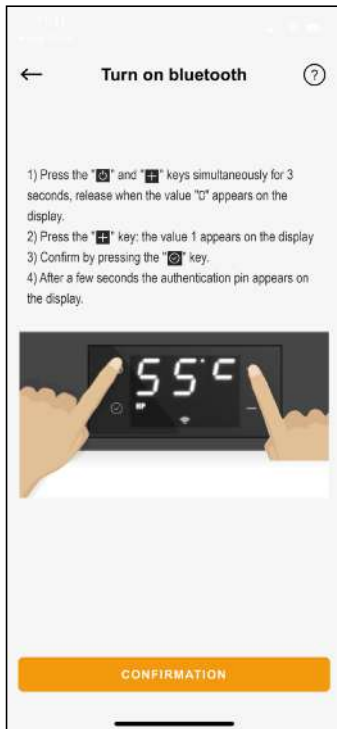 Turn on bluetooth
?
1) Press the "⏻" and "+" keys simultaneously for 3
seconds, release when the value "0" appears on the
display.
2) Press the "+" key: the value 1 appears on the display
3) Confirm by pressing the "✓" key.
4) After a few seconds the authentication pin appears on
the display.
55°C
HP
CONFIRMATION